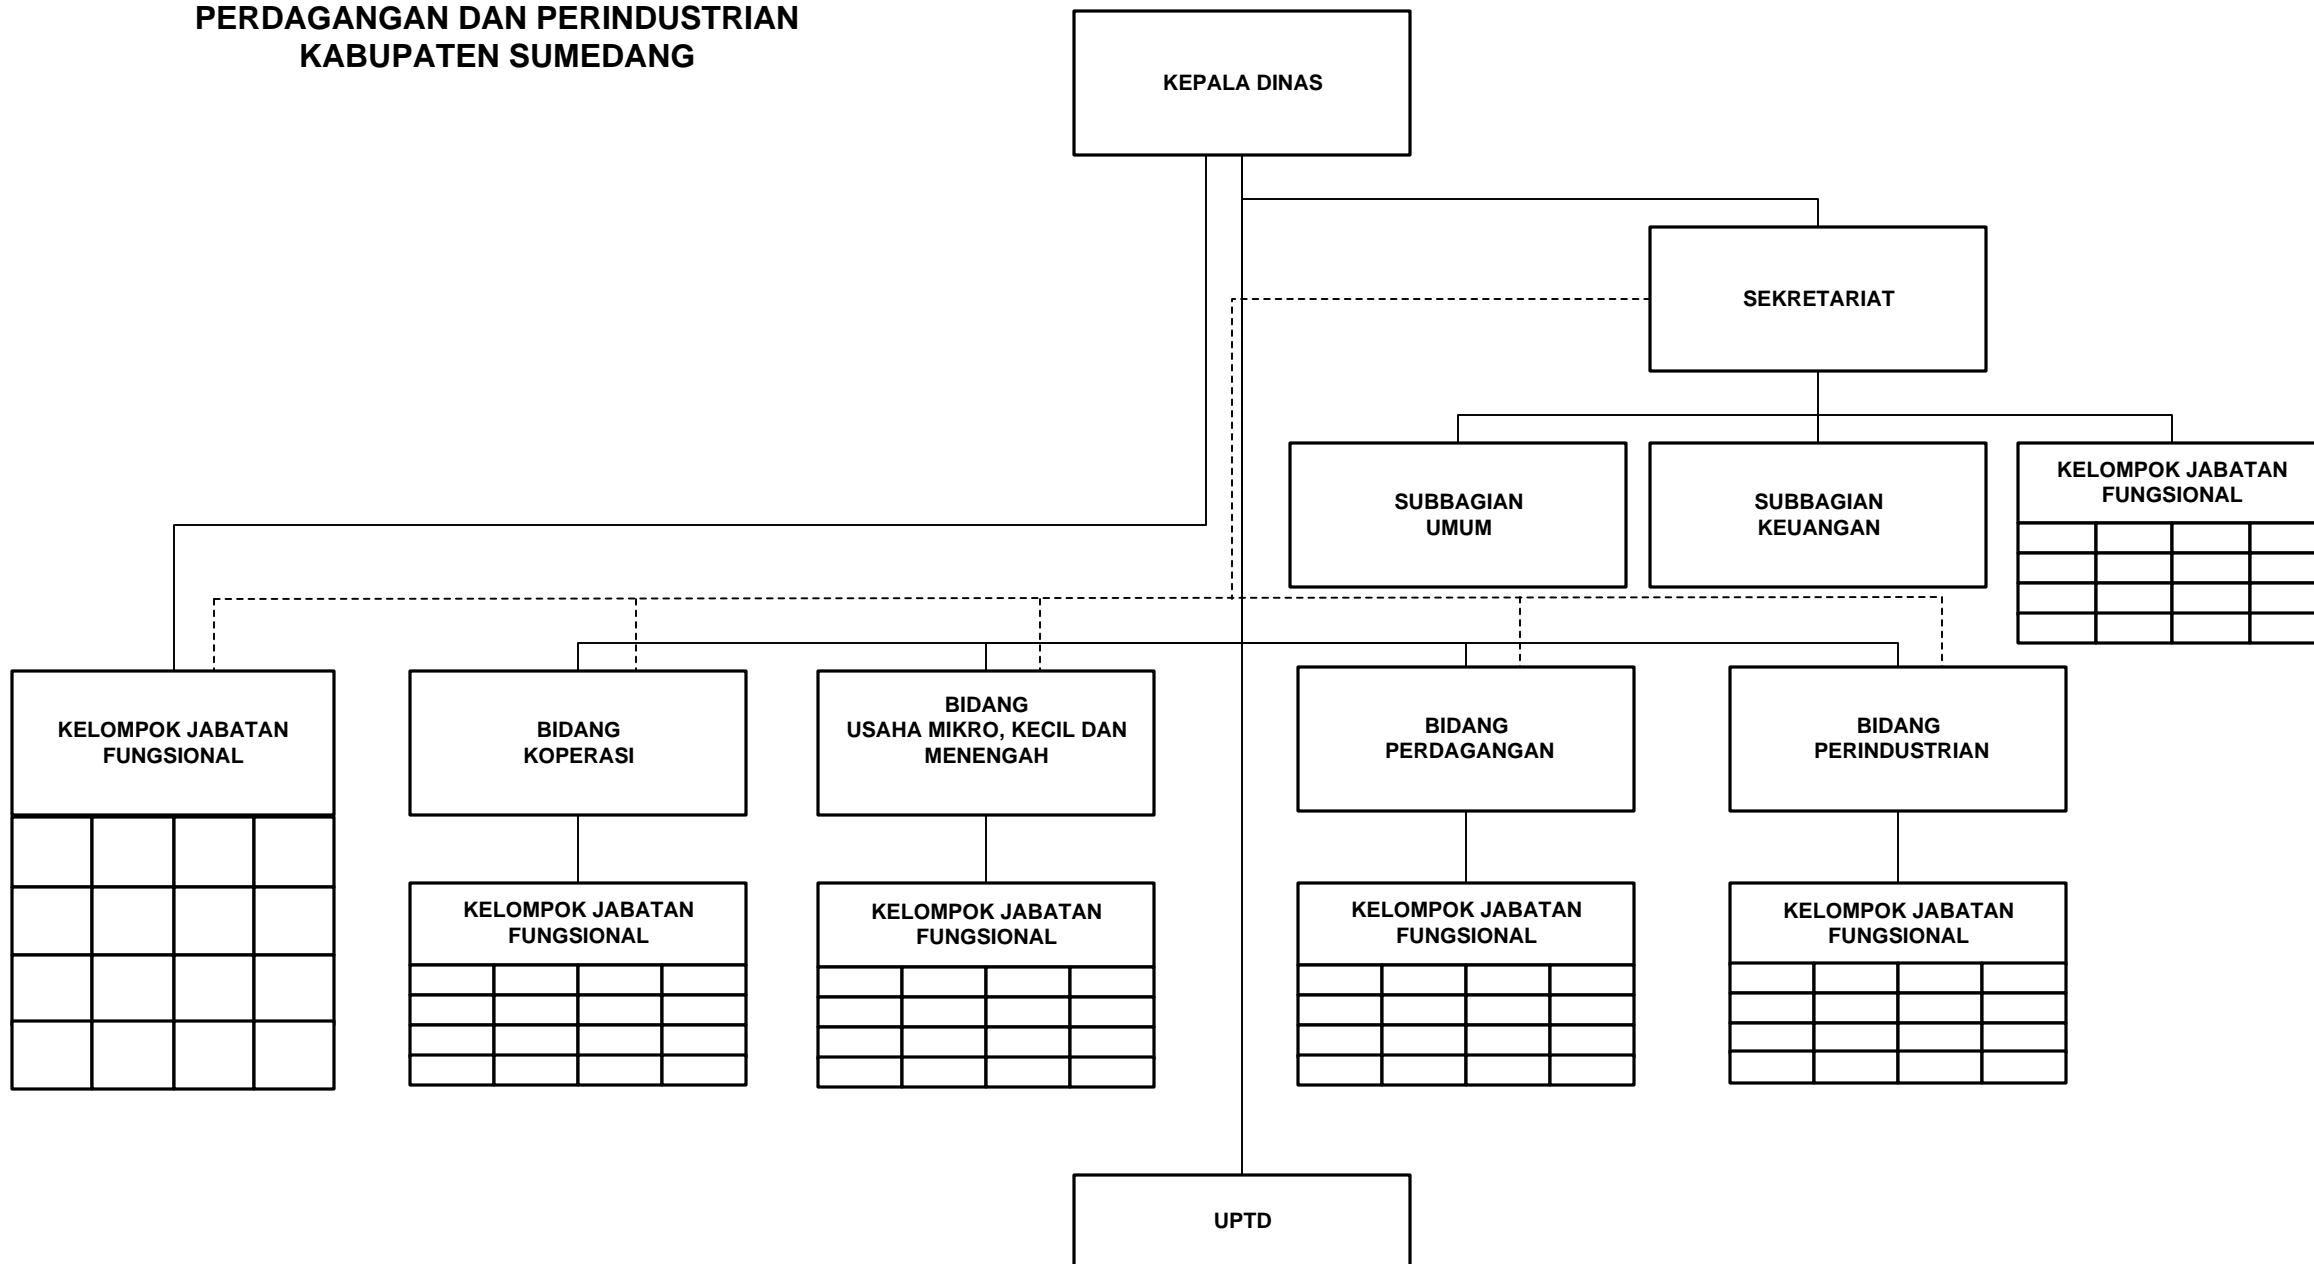 PERDAGANGAN DAN PERINDUSTRIAN
KABUPATEN SUMEDANG
KEPALA DINAS
SEKRETARIAT
SUBBAGIAN
UMUM
SUBBAGIAN
KEUANGAN
KELOMPOK JABATAN
FUNGSIONAL
KELOMPOK JABATAN
FUNGSIONAL
BIDANG
KOPERASI
BIDANG
USAHA MIKRO, KECIL DAN
MENENGAH
BIDANG
PERDAGANGAN
BIDANG
PERINDUSTRIAN
KELOMPOK JABATAN
FUNGSIONAL
KELOMPOK JABATAN
FUNGSIONAL
KELOMPOK JABATAN
FUNGSIONAL
KELOMPOK JABATAN
FUNGSIONAL
UPTD